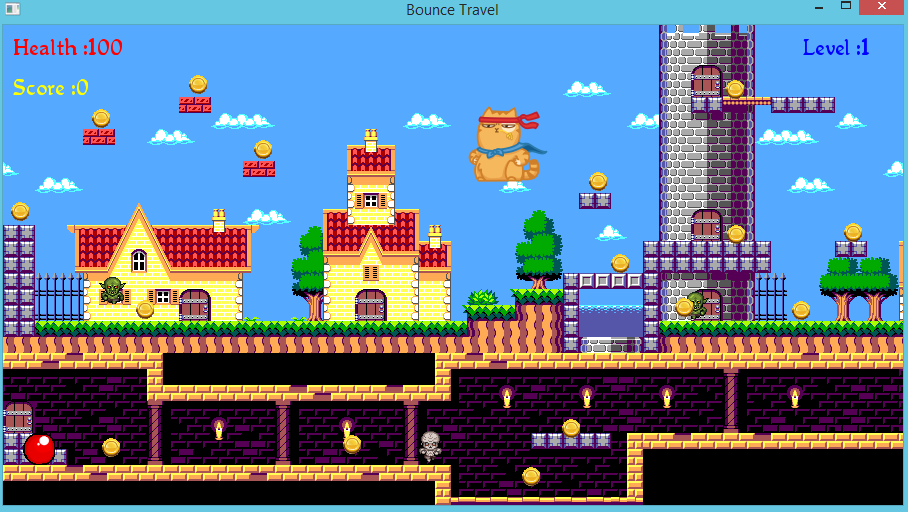 Bounce Travel
Health :100
Level :1
Score :0